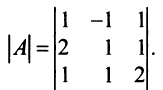 |A| = | 1 -1 1 |
| 2 1 1 |
| 1 1 2 | .